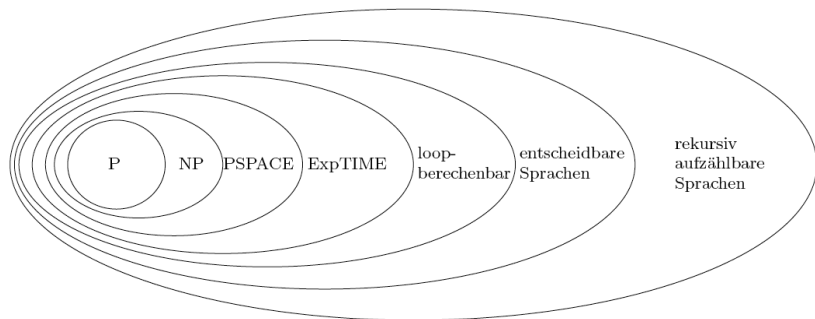 P
NP
PSPACE
ExpTIME
loop-
berechenbar
entscheidbare
Sprachen
rekursiv
aufzählbare
Sprachen